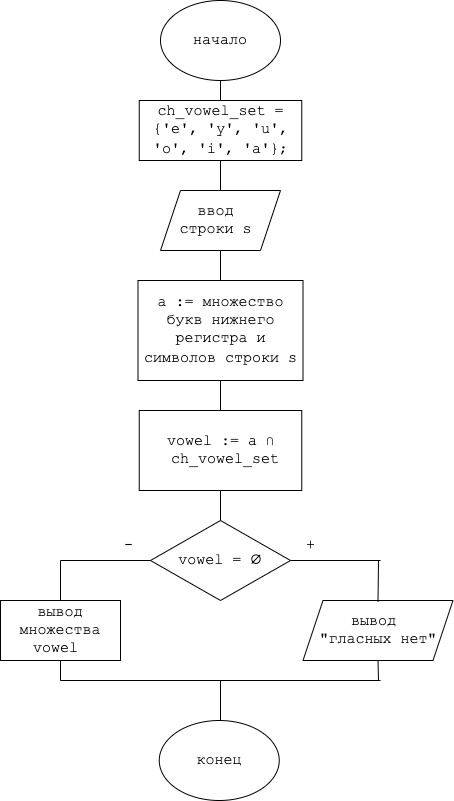 начало
ch_vowel_set =
{'e', 'y', 'u',
'o', 'i', 'a'};
ввод
строки s
a := множество
букв нижнего
регистра и
символов строки s
vowel := a ∩
ch_vowel_set
vowel = ∅
-
+
вывод
множества
vowel
вывод
"гласных нет"
конец